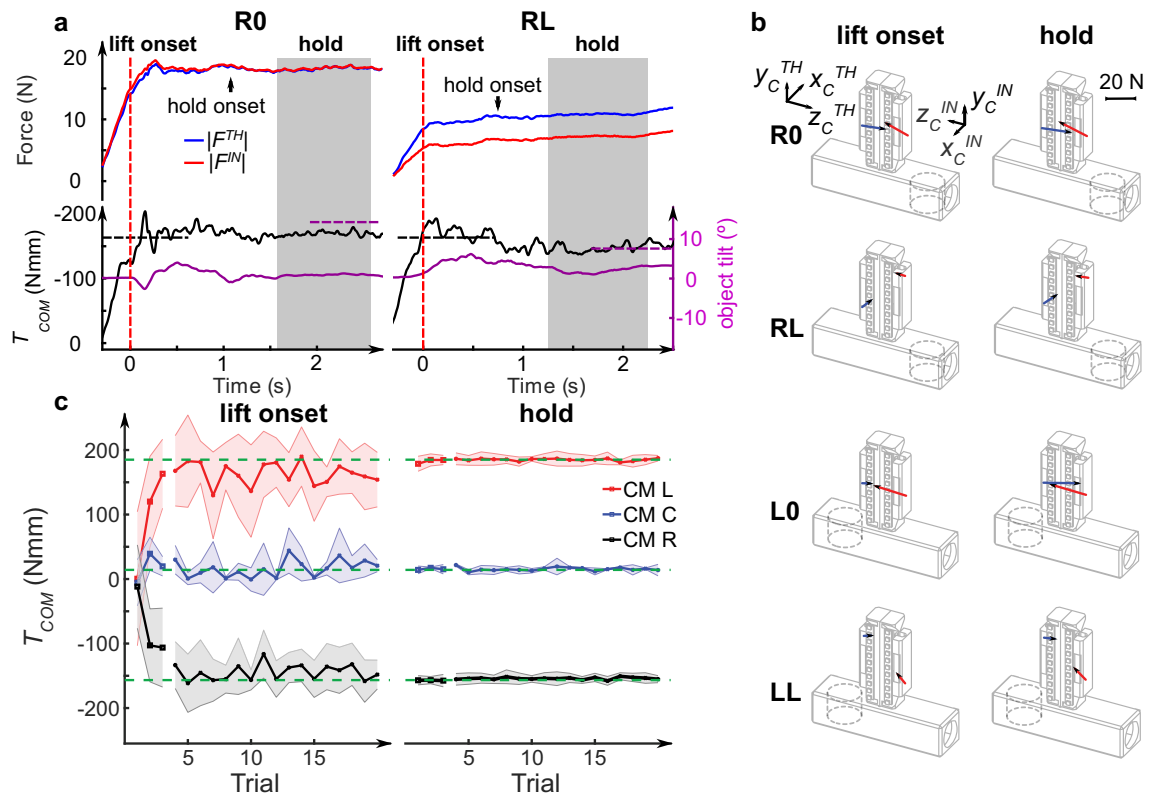 a
R0
RL
lift onset
hold
lift onset
hold
20
10
0
Force (N)
hold onset
hold onset
|F^TH|
|F^IN|
-200
-100
0
T_COM (Nmm)
10
0
-10
object tilt (º)
0
1
2
0
1
2
Time (s)
Time (s)
b
lift onset
hold
y_C^TH
x_C^TH
z_C^TH
y_C^IN
z_C^IN
x_C^IN
20 N
R0
RL
L0
LL
c
lift onset
hold
200
100
0
-100
-200
T_COM (Nmm)
CM L
CM C
CM R
5
10
15
5
10
15
Trial
Trial